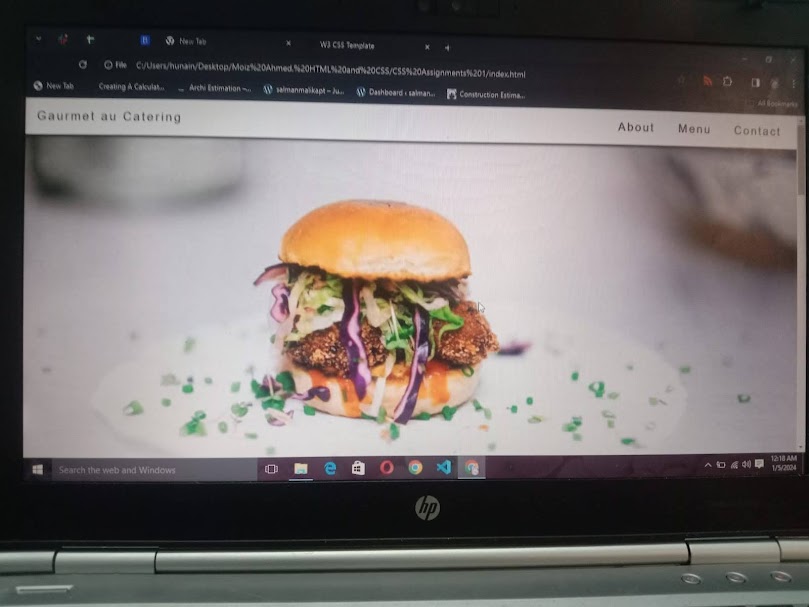 New Tab
W3 CSS Template
File C:/Users/hunain/Desktop/Moiz%20Ahmed.%20HTML%20and%20CSS/CSS%20Assignments%201/index.html
New Tab Creating A Calculat... Archi Estimation –... salmanmalikapt – Ju... Dashboard ‹ salman... Construction Estima...
All Bookmarks
Gaurmet au Catering
About Menu Contact
Search the web and Windows
12:18 AM
1/5/2024
hp